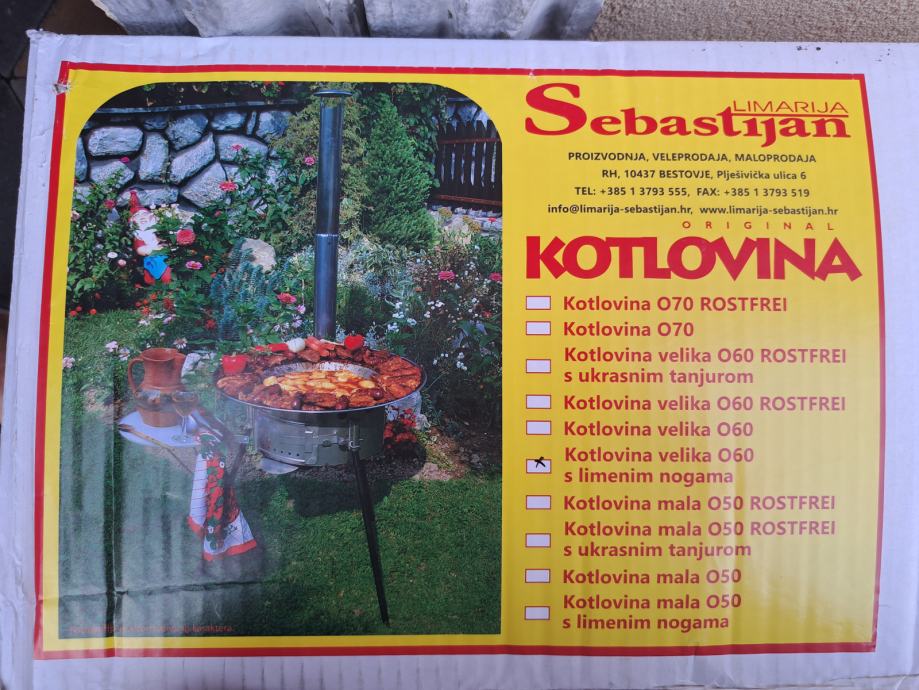 LIMARIJA
Sebastijan
PROIZVODNJA, VELEPRODAJA, MALOPRODAJA
RH, 10437 BESTOVJE, Plješivička ulica 6
TEL: +385 1 3793 555, FAX: +385 1 3793 519
info@limarija-sebastijan.hr, www.limarija-sebastijan.hr
ORIGINAL
KOTLOVINA
Kotlovina O70 ROSTFREI
Kotlovina O70
Kotlovina velika O60 ROSTFREI
s ukrasnim tanjurom
Kotlovina velika O60 ROSTFREI
Kotlovina velika O60
Kotlovina velika O60
s limenim nogama
Kotlovina mala O50 ROSTFREI
Kotlovina mala O50 ROSTFREI
s ukrasnim tanjurom
Kotlovina mala O50
Kotlovina mala O50
s limenim nogama
karaktera.